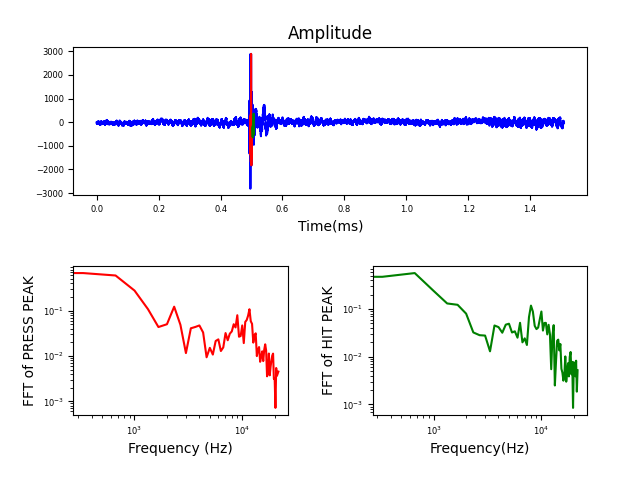 Amplitude
3000
2000
1000
0
−1000
−2000
−3000
0.0 0.2 0.4 0.6 0.8 1.0 1.2 1.4
Time(ms)
FFT of PRESS PEAK
10⁻¹
10⁻²
10⁻³
10³ 10⁴
Frequency (Hz)
FFT of HIT PEAK
10⁻¹
10⁻²
10⁻³
10³ 10⁴
Frequency(Hz)